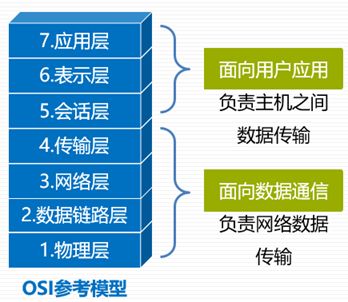 7.应用层
6.表示层
5.会话层
4.传输层
3.网络层
2.数据链路层
1.物理层
OSI参考模型
面向用户应用
负责主机之间
数据传输
面向数据通信
负责网络数据
传输